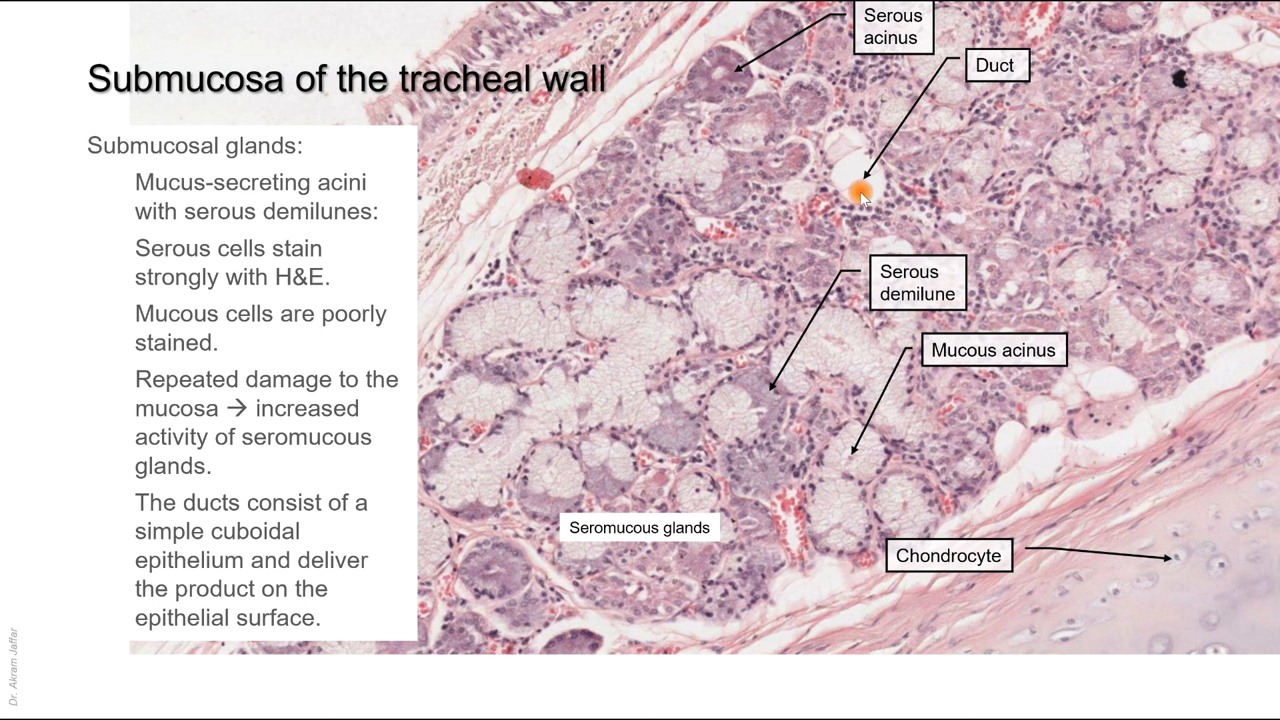 Submucosa of the tracheal wall
Submucosal glands:
Mucus-secreting acini
with serous demilunes:
Serous cells stain
strongly with H&E.
Mucous cells are poorly
stained.
Repeated damage to the
mucosa → increased
activity of seromucous
glands.
The ducts consist of a
simple cuboidal
epithelium and deliver
the product on the
epithelial surface.
Serous
acinus
Duct
Serous
demilune
Mucous acinus
Seromucous glands
Chondrocyte
Dr. Akram Jaffar